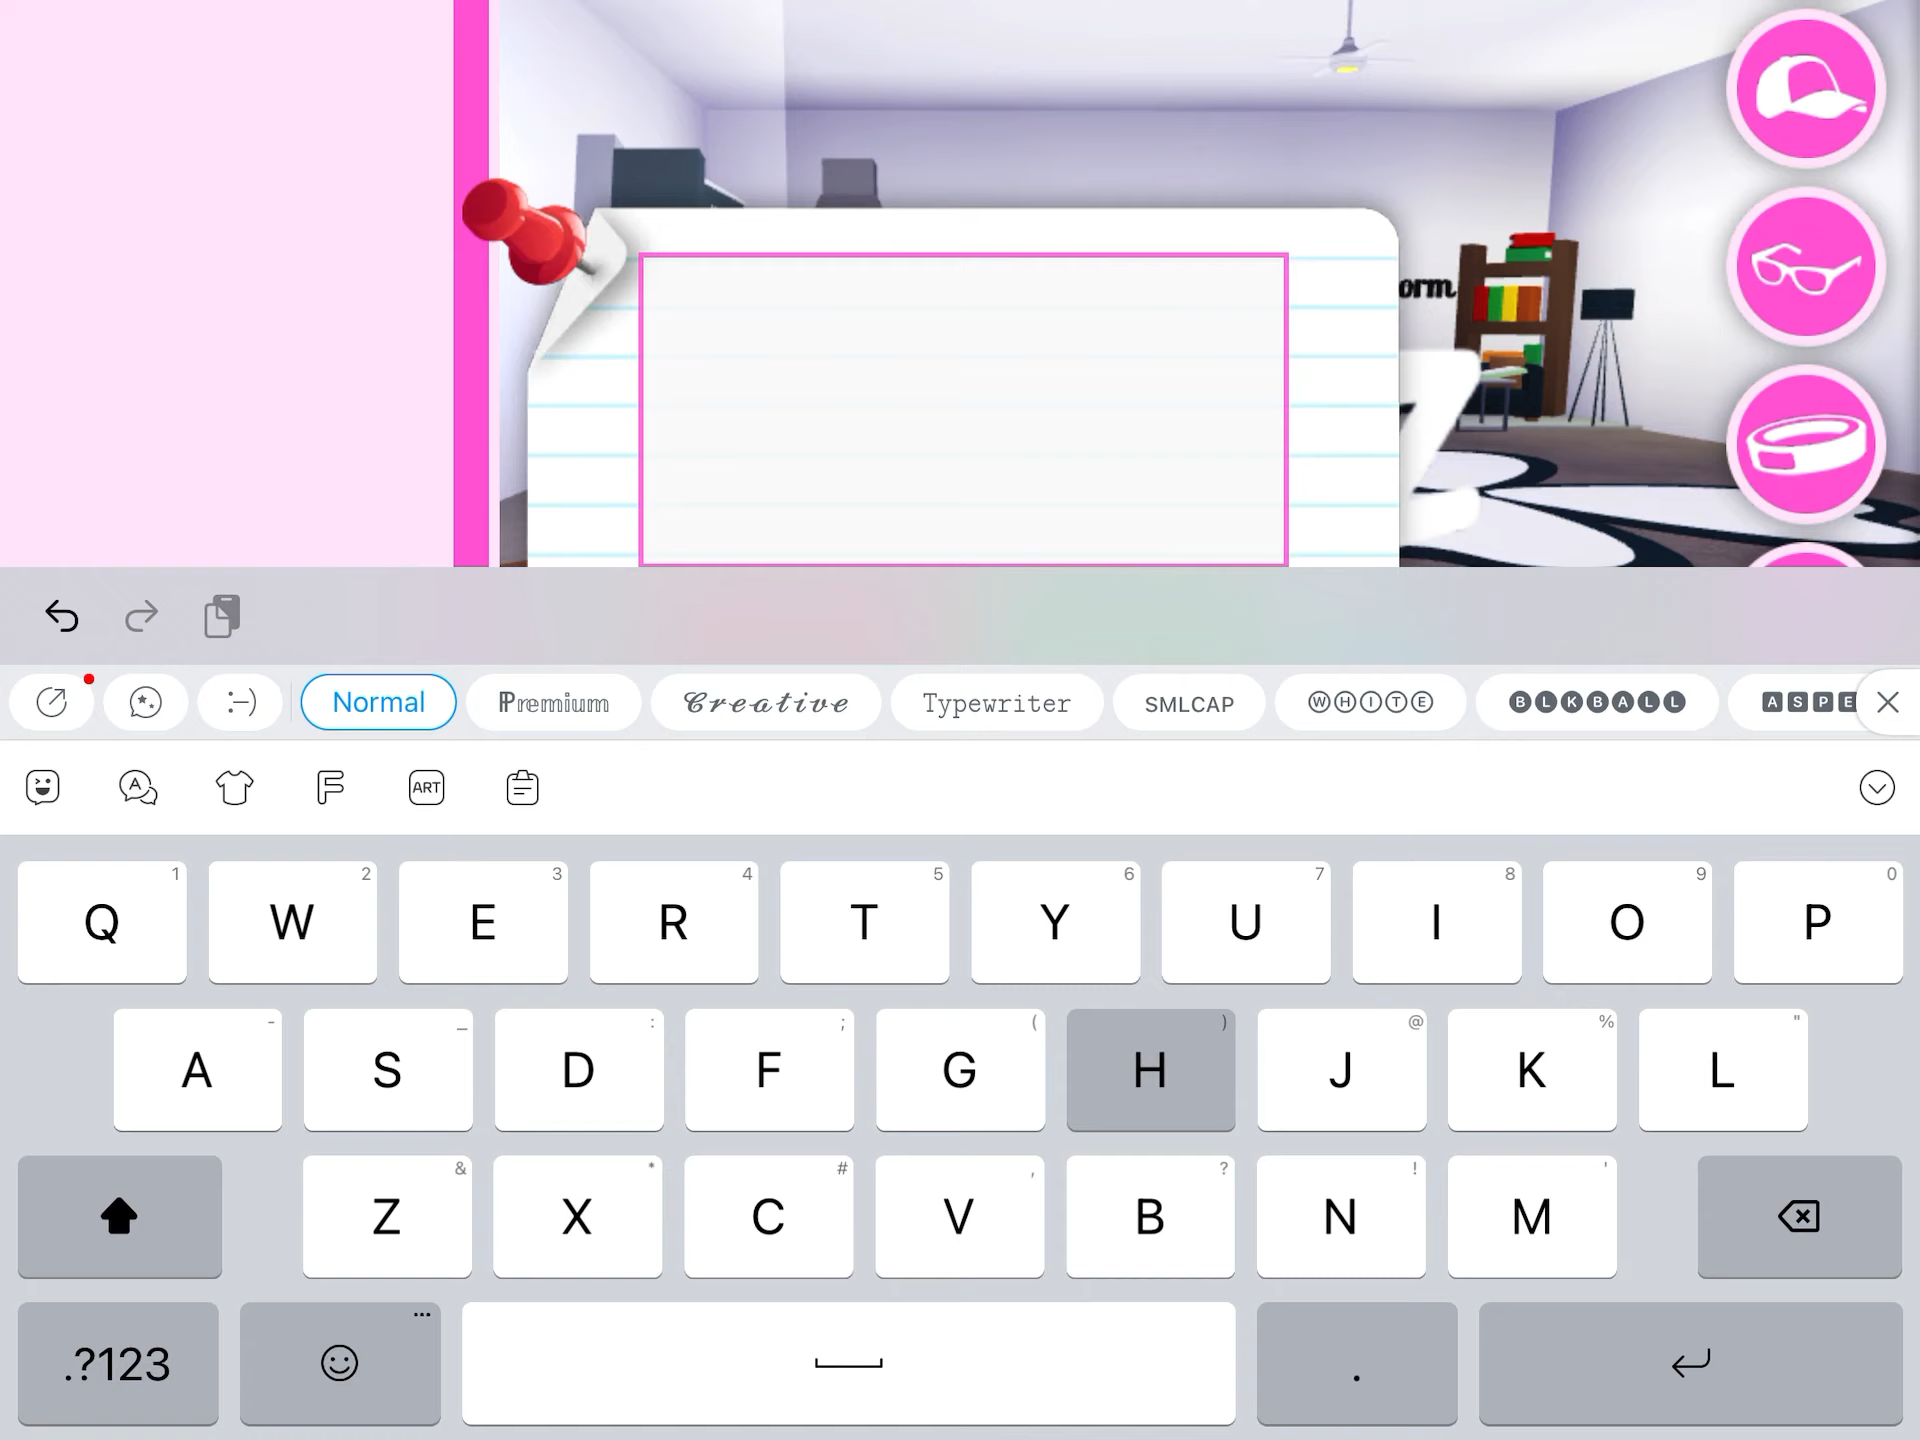 orm
:-) Normal Premium Creative Typewriter SMLCAP WHITE BLKBALL ASPE
A F ART
1 2 3 4 5 6 7 8 9 0
Q W E R T Y U I O P
- _ : ; ( ) @ % "
A S D F G H J K L
& * # , ? ! '
Z X C V B N M
.?123 ... .